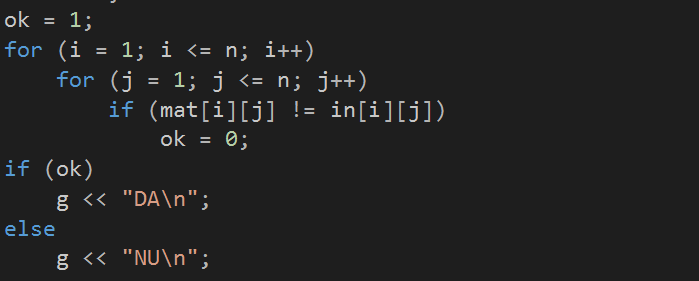 ok = 1;
for (i = 1; i <= n; i++)
    for (j = 1; j <= n; j++)
        if (mat[i][j] != in[i][j])
            ok = 0;
if (ok)
    g << "DA\n";
else
    g << "NU\n";